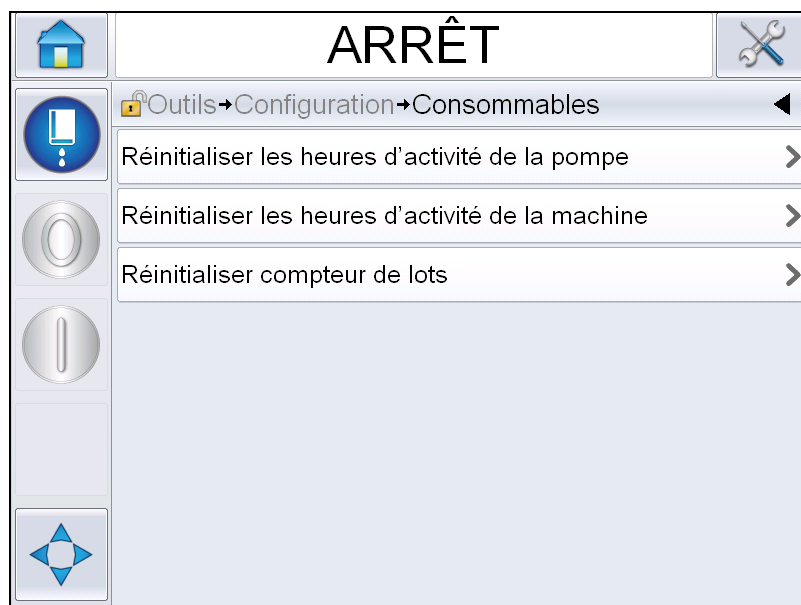 ARRÊT
Outils→Configuration→Consommables
Réinitialiser les heures d’activité de la pompe
Réinitialiser les heures d’activité de la machine
Réinitialiser compteur de lots